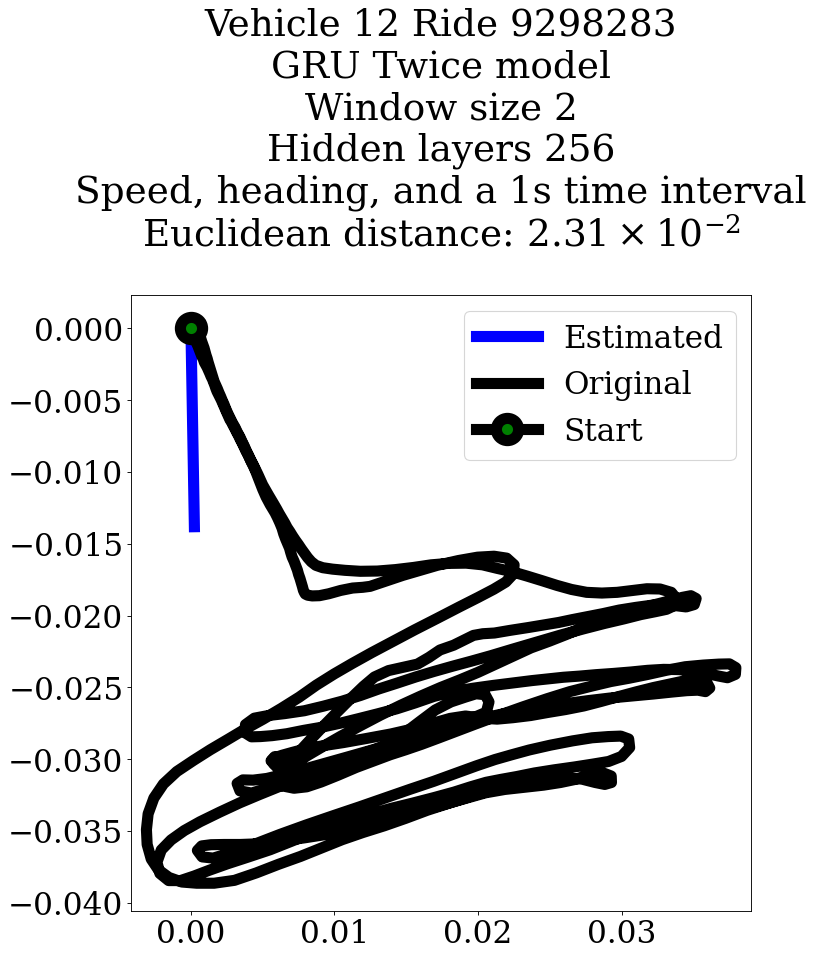 Vehicle 12 Ride 9298283
GRU Twice model
Window size 2
Hidden layers 256
Speed, heading, and a 1s time interval
Euclidean distance: 2.31 × 10⁻²
Estimated
Original
Start
0.000
−0.005
−0.010
−0.015
−0.020
−0.025
−0.030
−0.035
−0.040
0.00 0.01 0.02 0.03